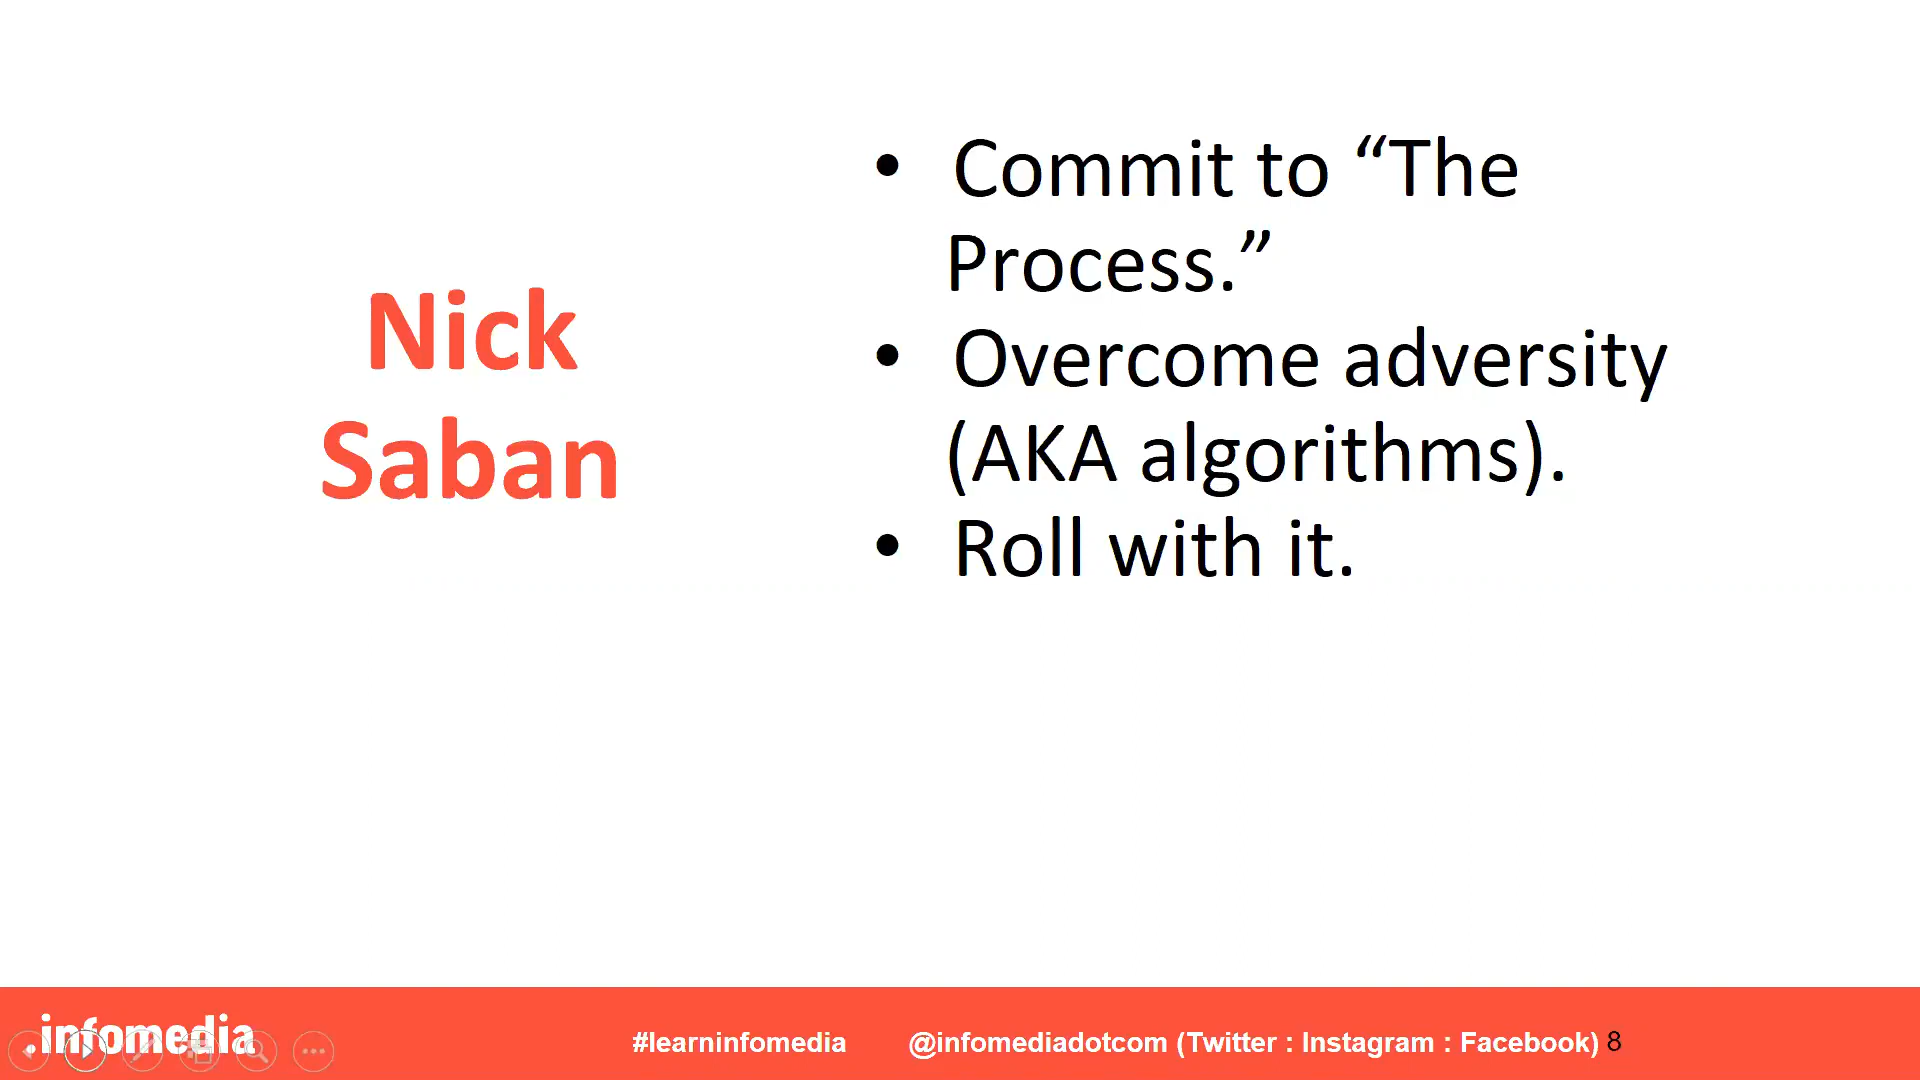 Nick
Saban
• Commit to “The
Process.”
• Overcome adversity
(AKA algorithms).
• Roll with it.
.infomedia
#learninfomedia @infomediadotcom (Twitter : Instagram : Facebook) 8